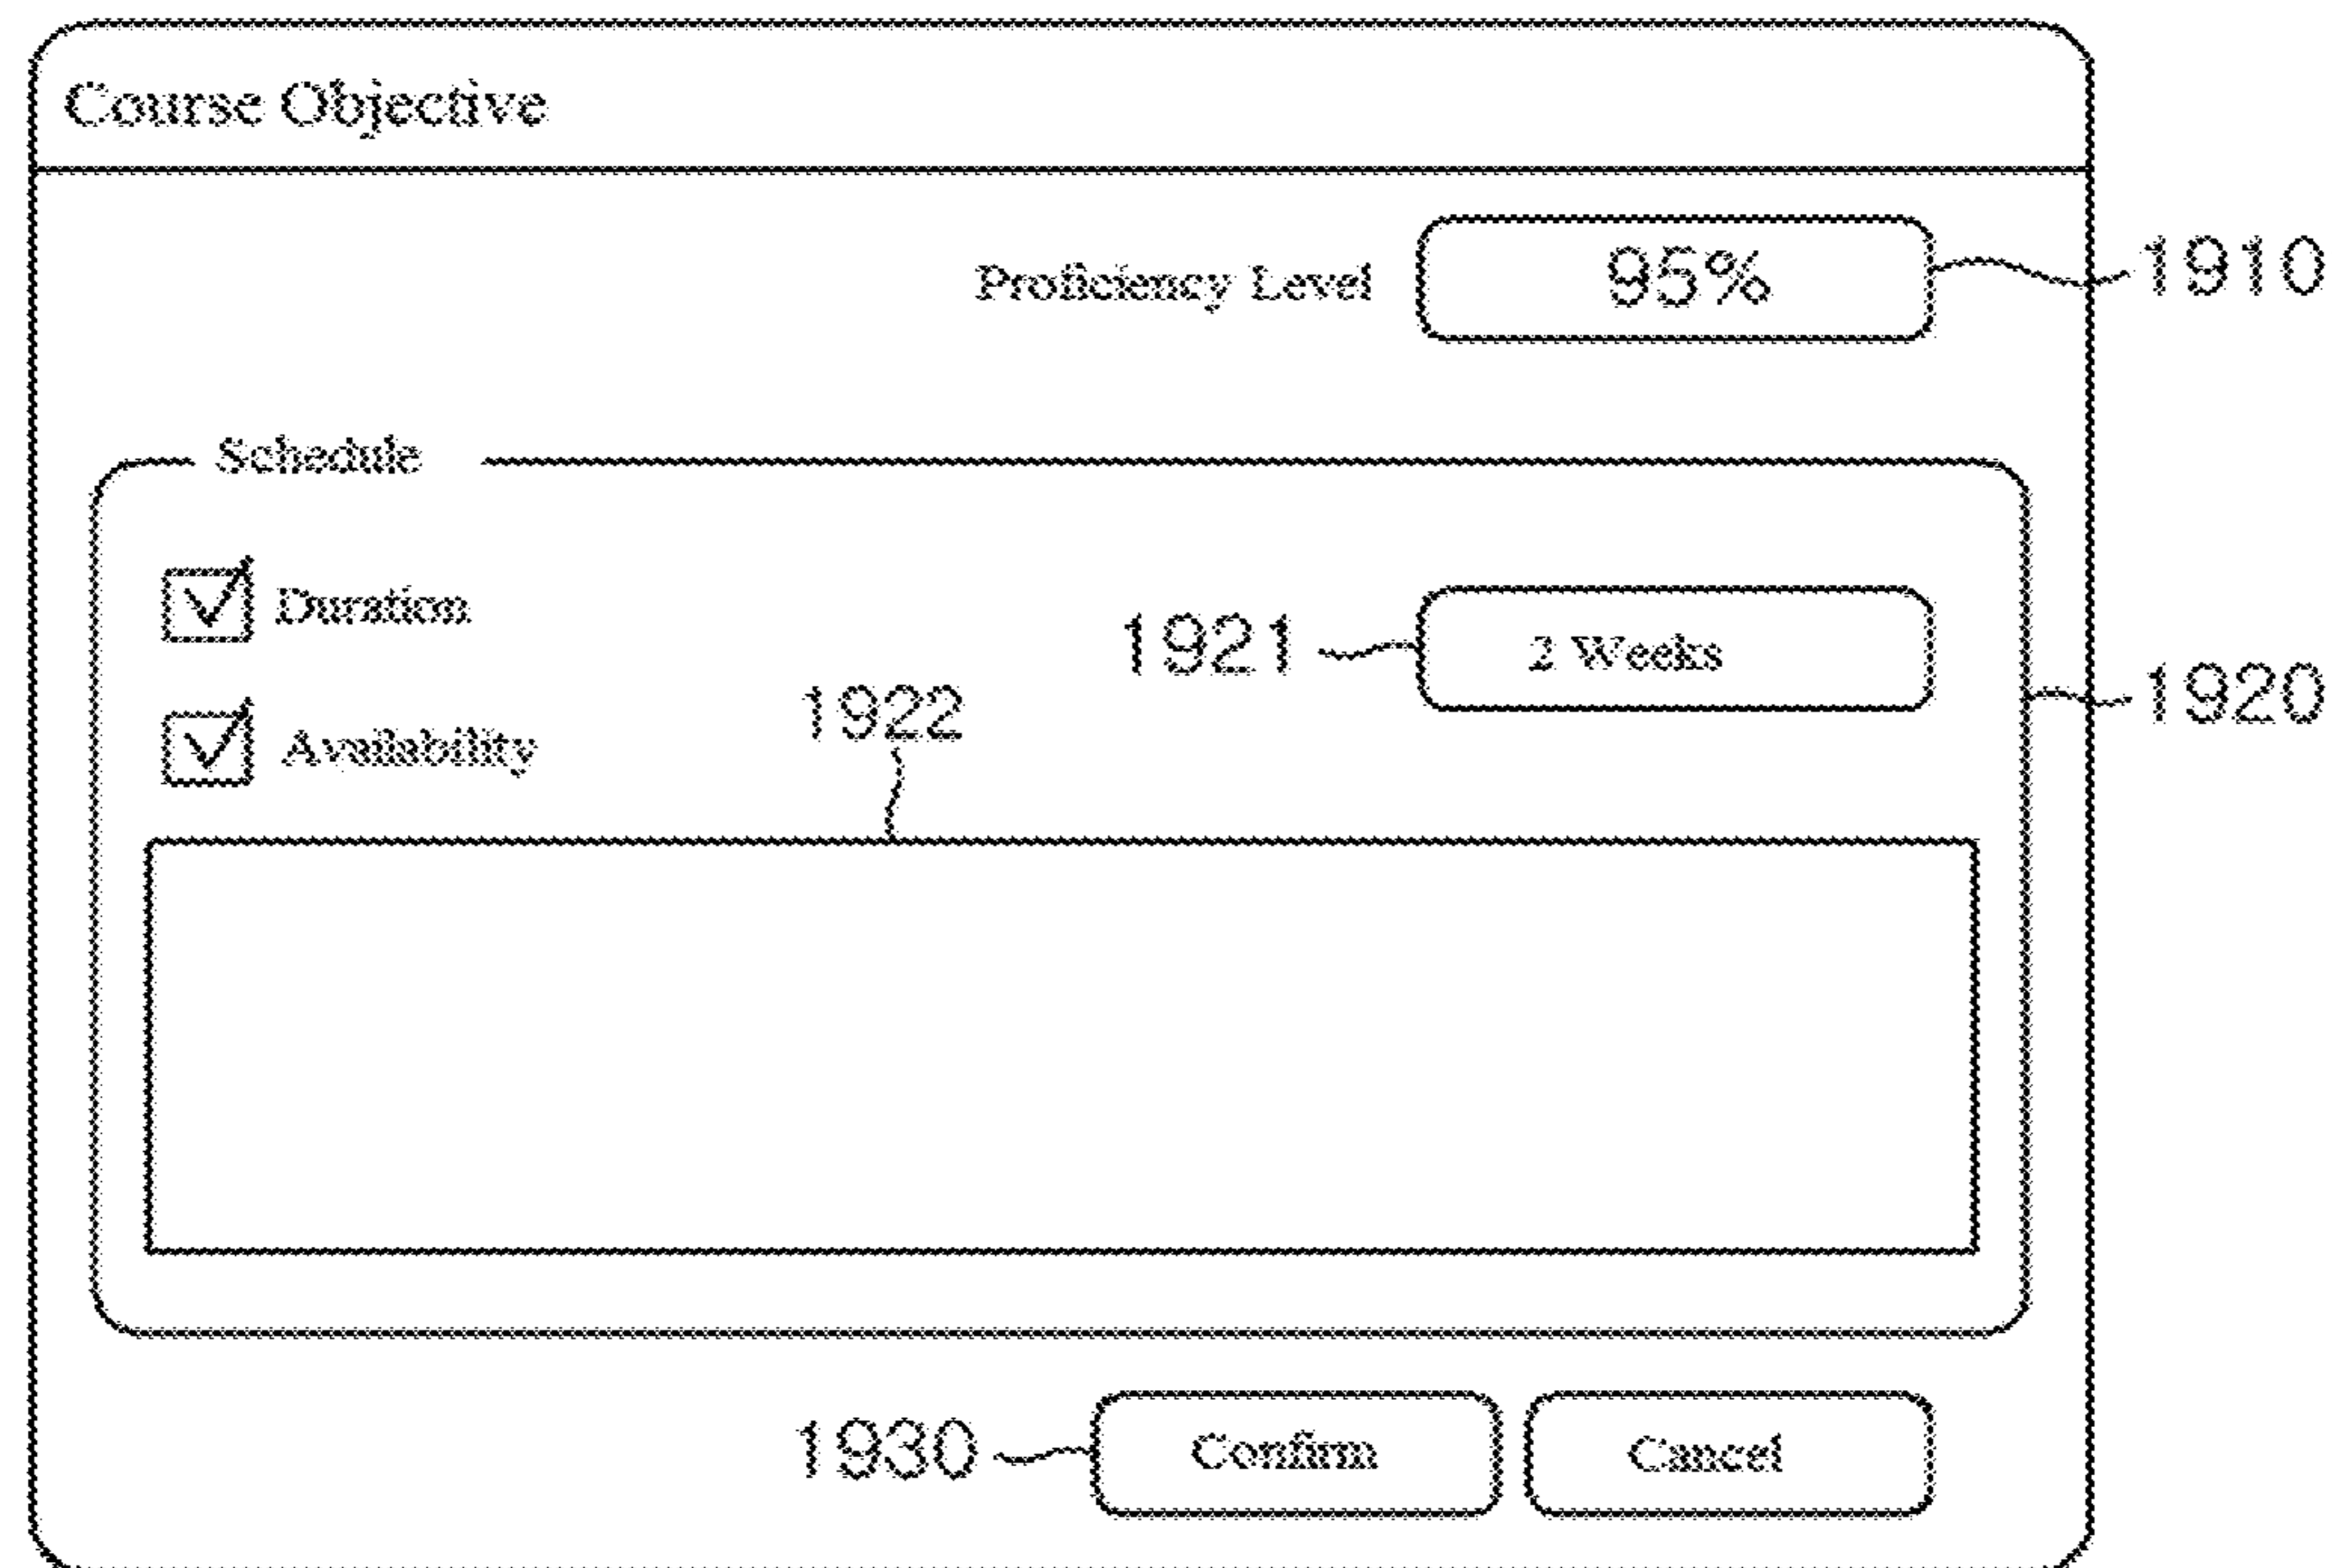 Course Objective
Proficiency Level 95% 1910
Schedule
Duration 1921 2 Weeks
1920
1922
Availability
1930 Confirm Cancel